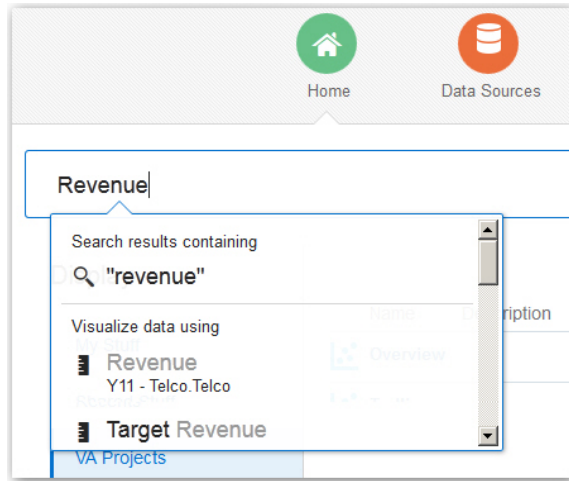 Home
Data Sources
Revenue
Search results containing
"revenue"
Name
ription
Visualize data using
My Stuff
Overview
Revenue
Y11 - Telco.Telco
Target Revenue
VA Projects